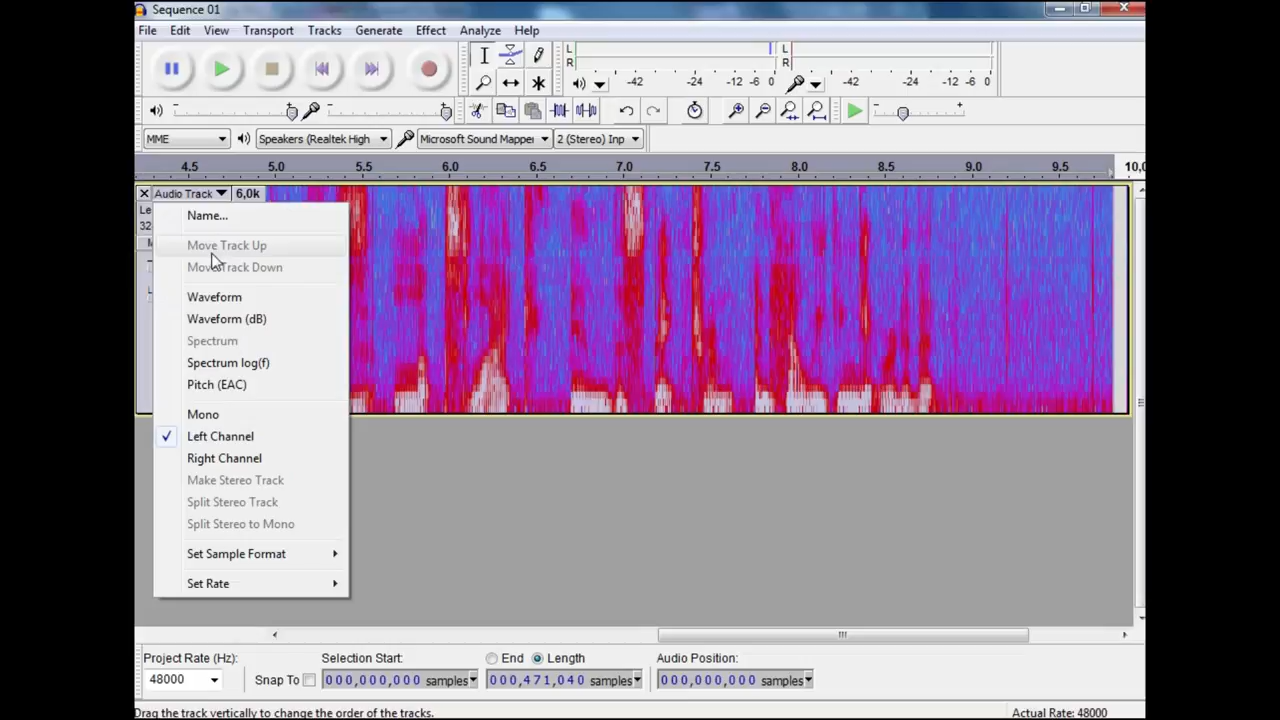 Sequence 01
File Edit View Transport Tracks Generate Effect Analyze Help
L
R
-42 -24 -12 -6 0
L
R
-42 -24 -12 -6 0
MME Speakers (Realtek High Microsoft Sound Mapper 2 (Stereo) Inp
4.5 5.0 5.5 6.0 6.5 7.0 7.5 8.0 8.5 9.0 9.5 10,0
Audio Track 6,0k
Le
32
M
Name...
Move Track Up
Move Track Down
Waveform
Waveform (dB)
Spectrum
Spectrum log(f)
Pitch (EAC)
Mono
Left Channel
Right Channel
Make Stereo Track
Split Stereo Track
Split Stereo to Mono
Set Sample Format
Set Rate
Project Rate (Hz): Selection Start: End Length Audio Position:
48000 Snap To 000,000,000 samples 000,471,040 samples 000,000,000 samples
Drag the track vertically to change the order of the tracks. Actual Rate: 48000